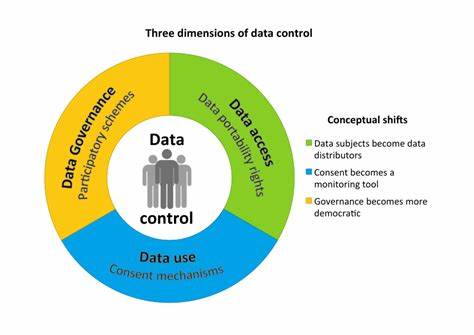 Three dimensions of data control
Data Governance
Participatory schemes
Data access
Data portability rights
Data
control
Data use
Consent mechanisms
Conceptual shifts
Data subjects become data
distributors
Consent becomes a
monitoring tool
Governance becomes more
democratic